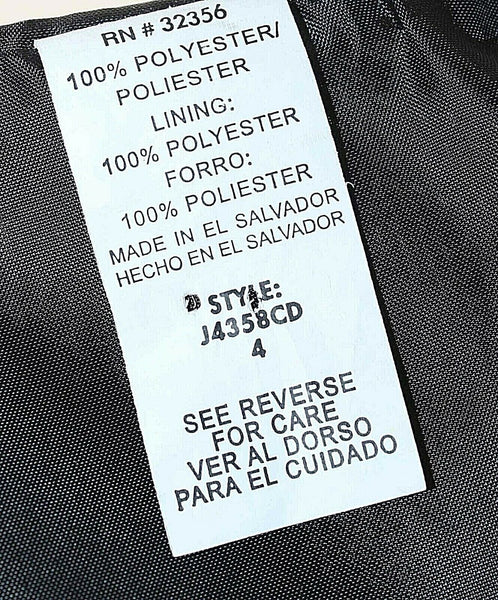 RN # 32356
100% POLYESTER/
POLIESTER
LINING:
100% POLYESTER
FORRO:
100% POLIESTER
MADE IN EL SALVADOR
HECHO EN EL SALVADOR
STYLE:
J4358CD
4
SEE REVERSE
FOR CARE
VER AL DORSO
PARA EL CUIDADO